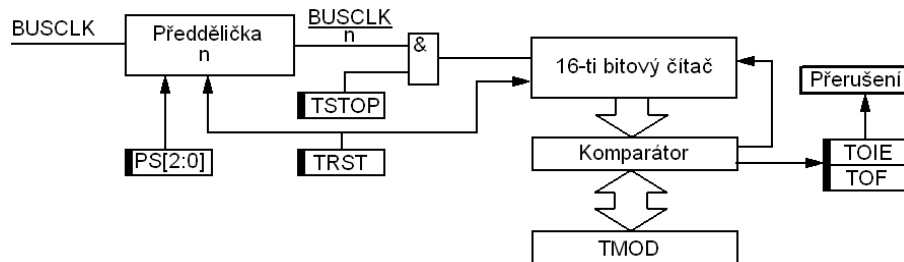 BUSCLK
Předdělička
n
BUSCLK
n
&
16-ti bitový čítač
Přerušení
TSTOP
PS[2:0]
TRST
Komparátor
TOIE
TOF
TMOD